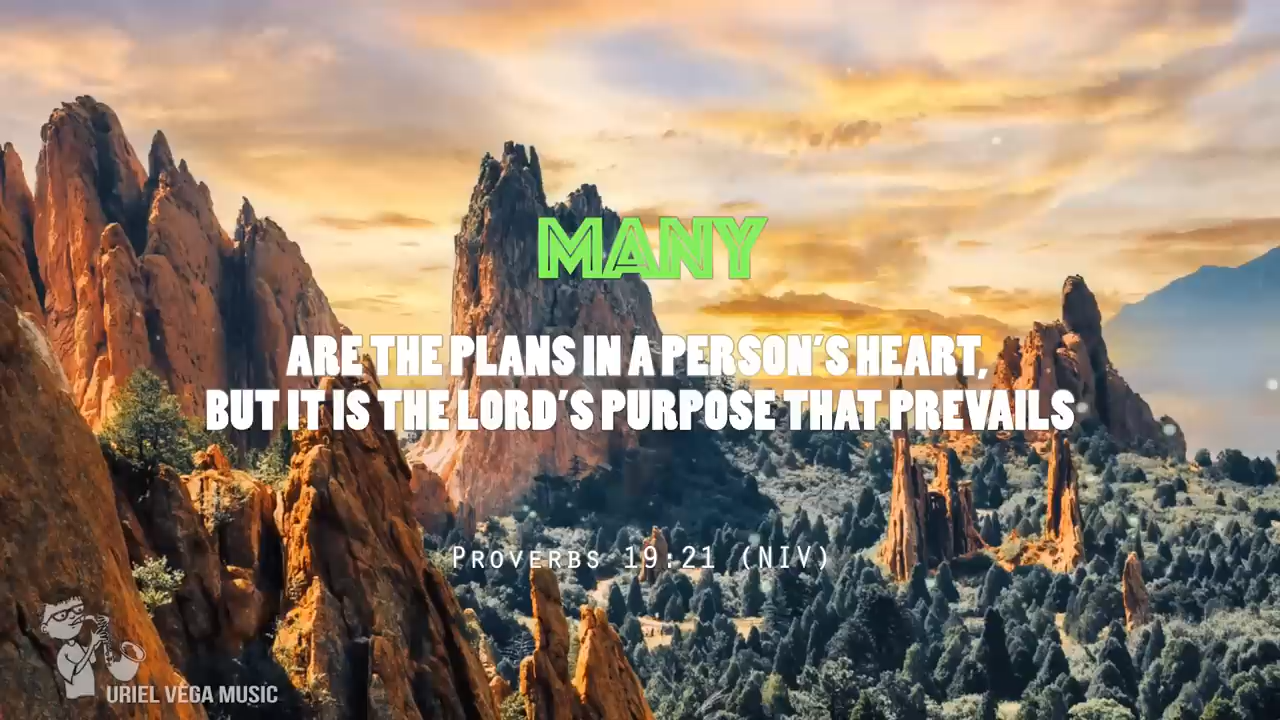 MANY
ARE THE PLANS IN A PERSON'S HEART,
BUT IT IS THE LORD'S PURPOSE THAT PREVAILS
PROVERBS 19:21 (NIV)
URIEL VEGA MUSIC